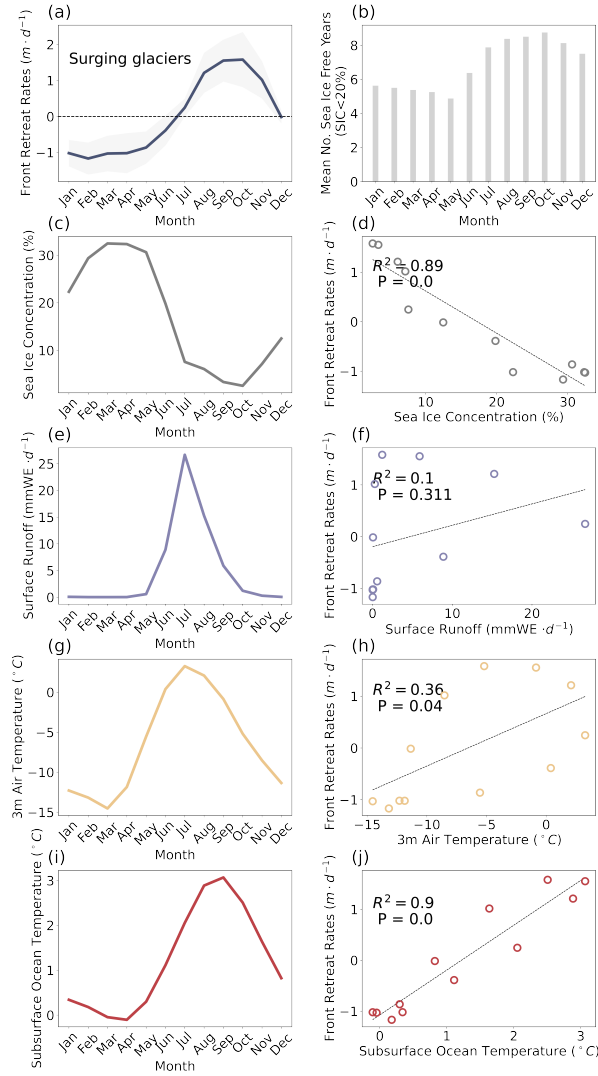 (a)
Surging glaciers
Front Retreat Rates (m · d⁻¹)
2
1
0
−1
Jan Feb Mar Apr May Jun Jul Aug Sep Oct Nov Dec
Month
(b)
Mean No. Sea Ice Free Years
(SIC<20%)
8
6
4
2
0
Jan Feb Mar Apr May Jun Jul Aug Sep Oct Nov Dec
Month
(c)
Sea Ice Concentration (%)
30
20
10
Jan Feb Mar Apr May Jun Jul Aug Sep Oct Nov Dec
Month
(d)
Front Retreat Rates (m · d⁻¹)
R² = 0.89
P = 0.0
1
0
−1
10 20 30
Sea Ice Concentration (%)
(e)
Surface Runoff (mmWE · d⁻¹)
25
20
15
10
5
0
Jan Feb Mar Apr May Jun Jul Aug Sep Oct Nov Dec
Month
(f)
Front Retreat Rates (m · d⁻¹)
R² = 0.1
P = 0.311
1
0
−1
0 10 20
Surface Runoff (mmWE · d⁻¹)
(g)
3m Air Temperature (°C)
0
−5
−10
−15
Jan Feb Mar Apr May Jun Jul Aug Sep Oct Nov Dec
Month
(h)
Front Retreat Rates (m · d⁻¹)
R² = 0.36
P = 0.04
1
0
−1
−15 −10 −5 0
3m Air Temperature (°C)
(i)
Subsurface Ocean Temperature (°C)
3
2
1
0
Jan Feb Mar Apr May Jun Jul Aug Sep Oct Nov Dec
Month
(j)
Front Retreat Rates (m · d⁻¹)
R² = 0.9
P = 0.0
1
0
−1
0 1 2 3
Subsurface Ocean Temperature (°C)